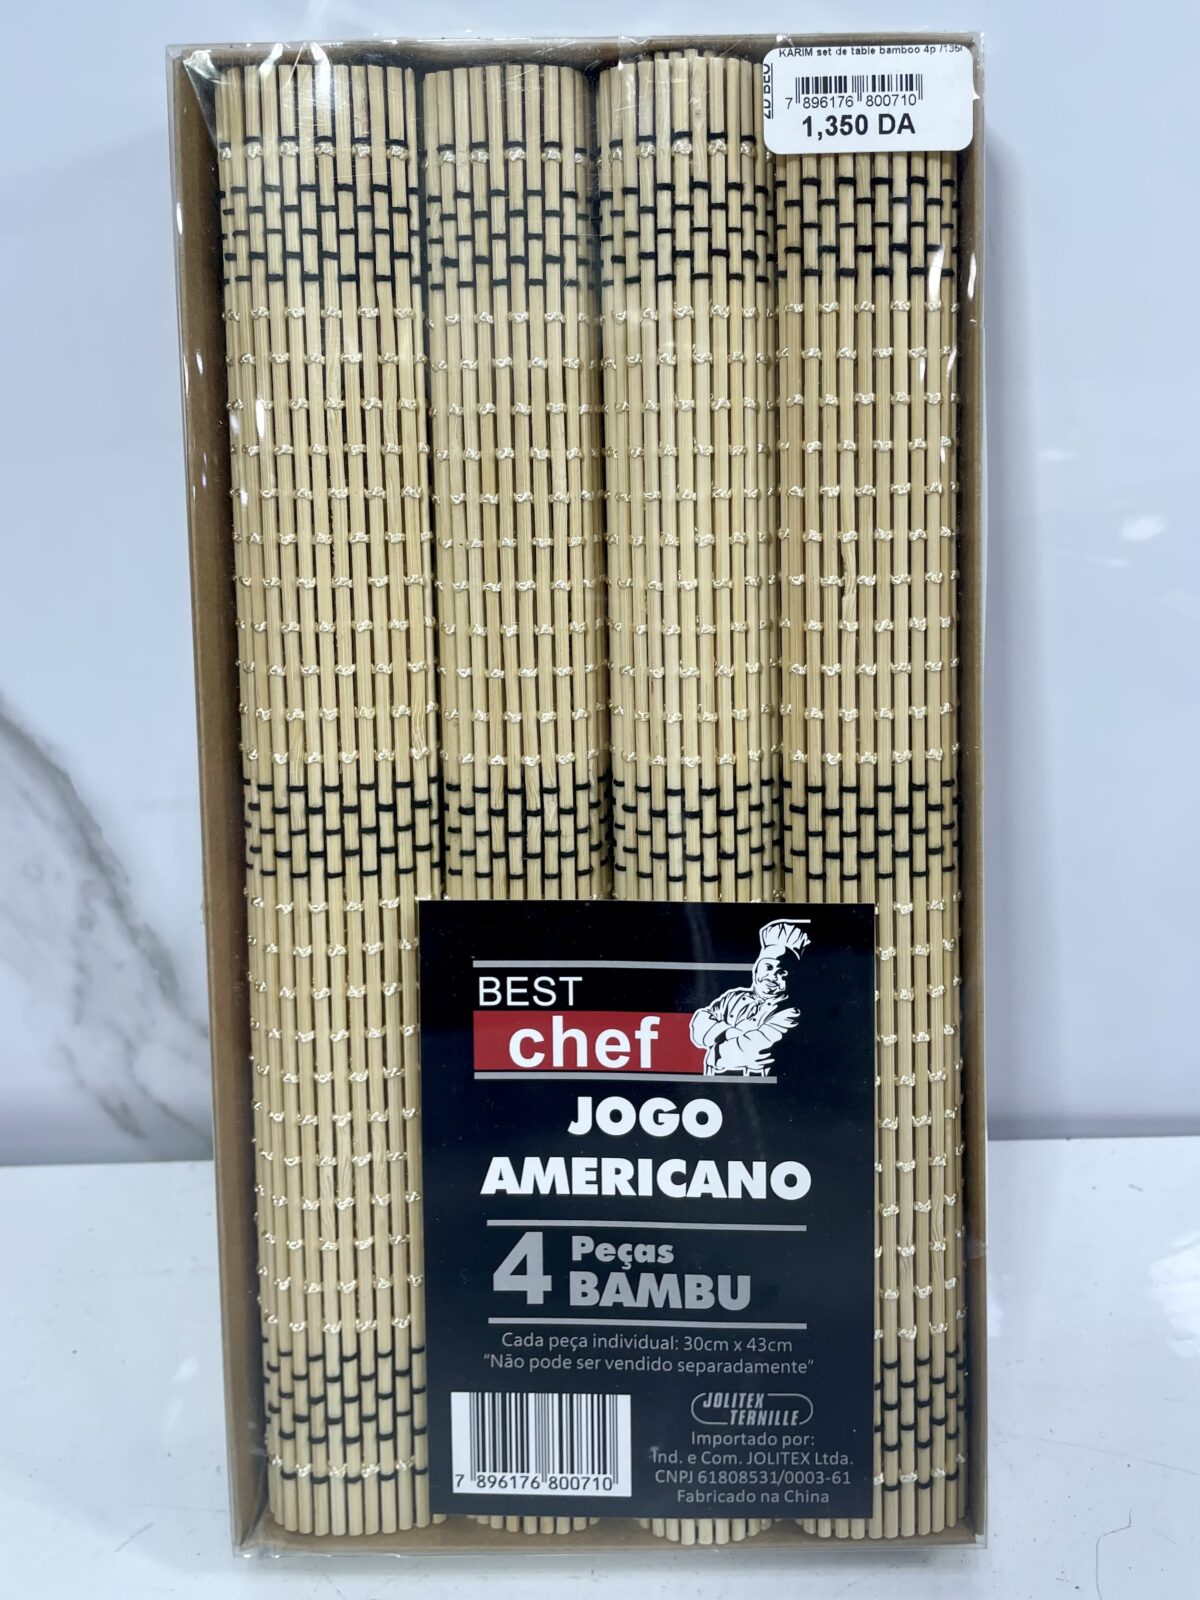 KARIM set de table bamboo 4p /135/
7 896176 800710
1,350 DA
BEST
chef
JOGO
AMERICANO
4 Peças
BAMBU
Cada peça individual: 30cm x 43cm
"Não pode ser vendido separadamente"
JOLITEX
TERNILLE
Importado por:
Ind. e Com. JOLITEX Ltda.
CNPJ 61808531/0003-61
Fabricado na China
7 896176 800710